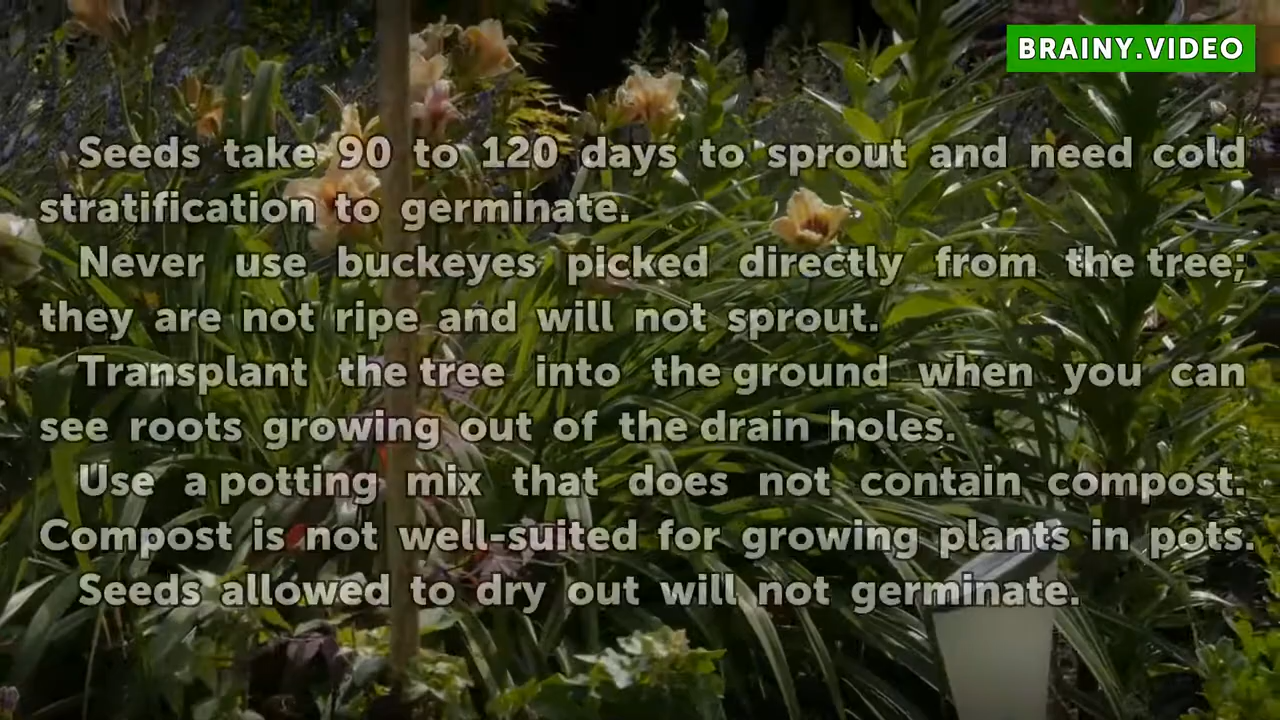 BRAINY.VIDEO
Seeds take 90 to 120 days to sprout and need cold
stratification to germinate.
Never use buckeyes picked directly from the tree;
they are not ripe and will not sprout.
Transplant the tree into the ground when you can
see roots growing out of the drain holes.
Use a potting mix that does not contain compost.
Compost is not well-suited for growing plants in pots.
Seeds allowed to dry out will not germinate.